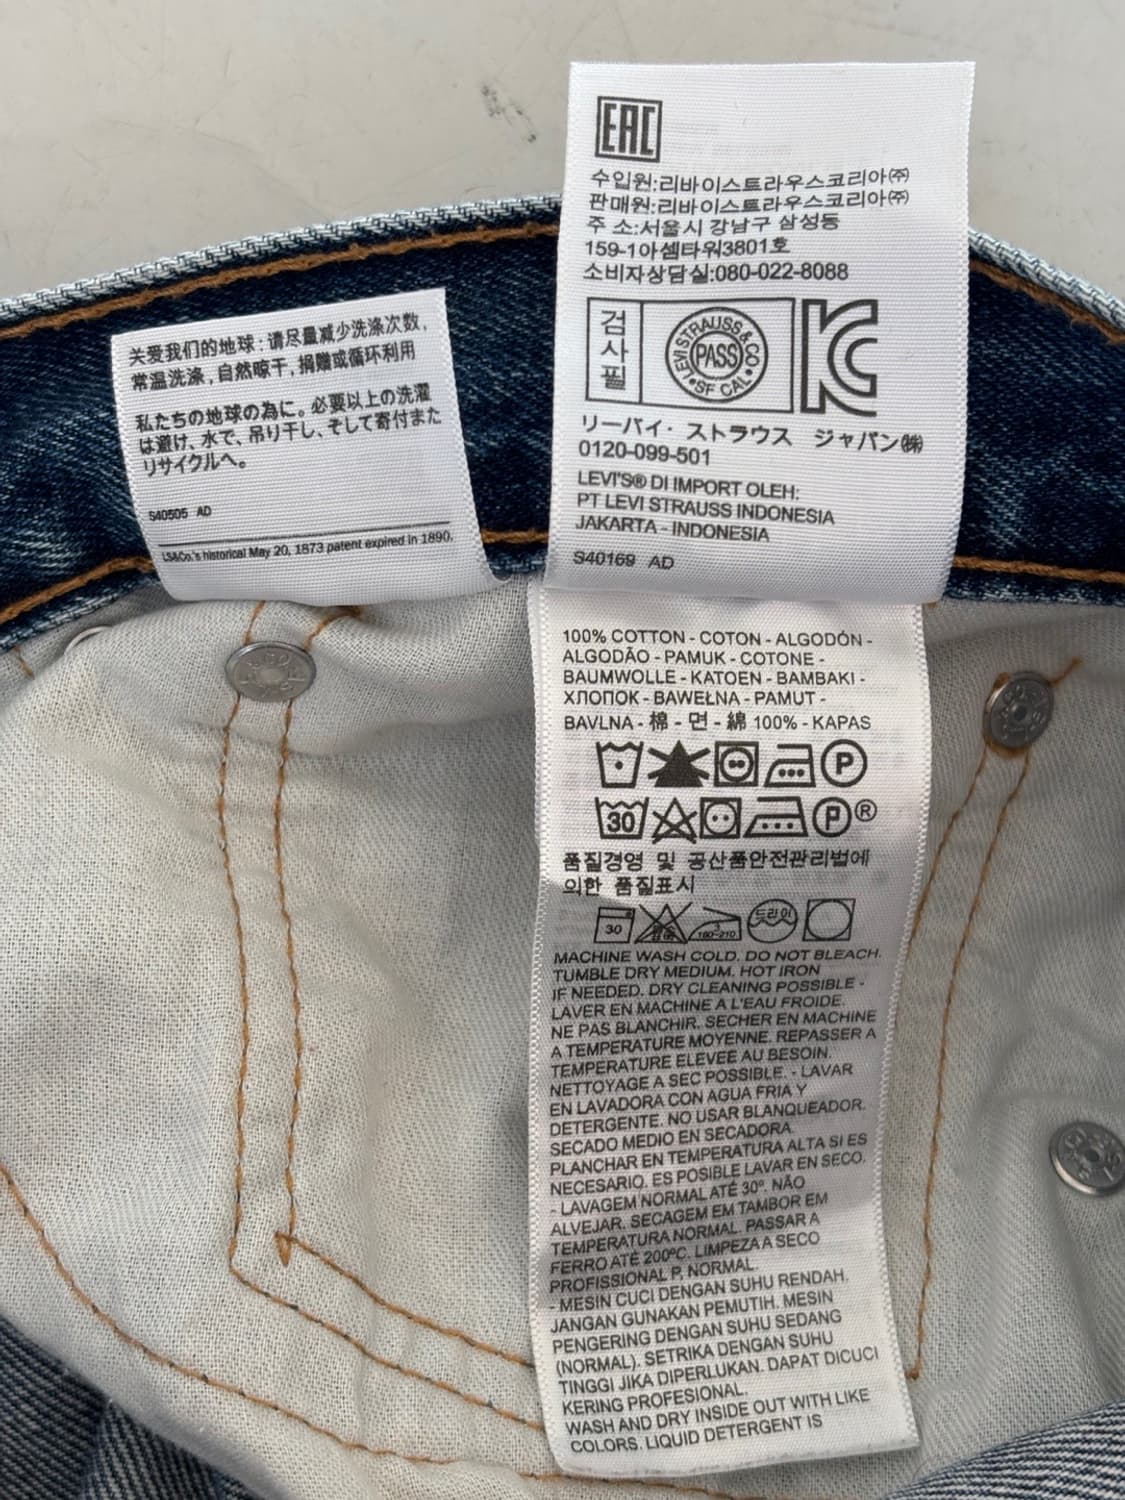 EAC
수입원:리바이스트라우스코리아㈜
판매원:리바이스트라우스코리아㈜
주 소:서울시 강남구 삼성동
159-1아셈타워3801호
소비자상담실:080-022-8088
검
사
필
LEVI STRAUSS & CO
PASS
SF CAL
KC
リーバイ・ストラウス ジャパン㈱
0120-099-501
LEVI'S® DI IMPORT OLEH:
PT LEVI STRAUSS INDONESIA
JAKARTA - INDONESIA
S40169 AD
关爱我们的地球:请尽量减少洗涤次数,
常温洗涤,自然晾干,捐赠或循环利用
私たちの地球の為に。必要以上の洗濯
は避け、水で、吊り干し、そして寄付また
リサイクルへ。
S40505 AD
LS&Co.'s historical May 20, 1873 patent expired in 1890.
100% COTTON - COTON - ALGODÓN -
ALGODÃO - PAMUK - COTONE -
BAUMWOLLE - KATOEN - BAMBAKI -
ХЛОПОК - BAWEŁNA - PAMUT -
BAVLNA - 棉 - 면 - 綿 100% - KAPAS
P
30 P ®
품질경영 및 공산품안전관리법에
의한 품질표시
30 180-210 드라이
MACHINE WASH COLD. DO NOT BLEACH.
TUMBLE DRY MEDIUM. HOT IRON
IF NEEDED. DRY CLEANING POSSIBLE -
LAVER EN MACHINE A L'EAU FROIDE.
NE PAS BLANCHIR. SECHER EN MACHINE
A TEMPERATURE MOYENNE. REPASSER A
TEMPERATURE ELEVEE AU BESOIN.
NETTOYAGE A SEC POSSIBLE. - LAVAR
EN LAVADORA CON AGUA FRIA Y
DETERGENTE. NO USAR BLANQUEADOR.
SECADO MEDIO EN SECADORA.
PLANCHAR EN TEMPERATURA ALTA SI ES
NECESARIO. ES POSIBLE LAVAR EN SECO.
- LAVAGEM NORMAL ATÉ 30º. NÃO
ALVEJAR. SECAGEM EM TAMBOR EM
TEMPERATURA NORMAL. PASSAR A
FERRO ATÉ 200ºC. LIMPEZA A SECO
PROFISSIONAL P, NORMAL.
- MESIN CUCI DENGAN SUHU RENDAH.
JANGAN GUNAKAN PEMUTIH. MESIN
PENGERING DENGAN SUHU SEDANG
(NORMAL). SETRIKA DENGAN SUHU
TINGGI JIKA DIPERLUKAN. DAPAT DICUCI
KERING PROFESIONAL.
WASH AND DRY INSIDE OUT WITH LIKE
COLORS. LIQUID DETERGENT IS